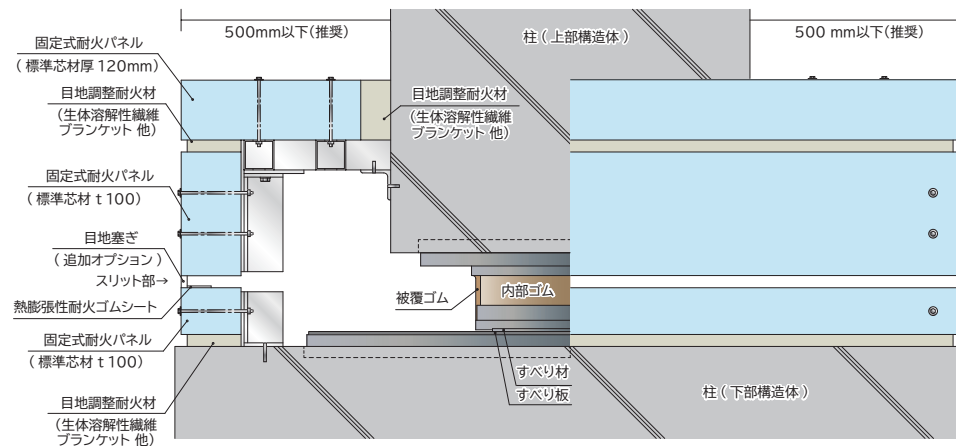 500mm以下(推奨)
柱(上部構造体)
500 mm以下(推奨)
固定式耐火パネル
(標準芯材厚120mm)
目地調整耐火材
(生体溶解性繊維
ブランケット 他)
目地調整耐火材
(生体溶解性繊維
ブランケット 他)
固定式耐火パネル
(標準芯材 t 100)
目地塞ぎ
(追加オプション)
スリット部→
熱膨張性耐火ゴムシート
固定式耐火パネル
(標準芯材 t 100)
目地調整耐火材
(生体溶解性繊維
ブランケット 他)
被覆ゴム
内部ゴム
すべり材
すべり板
柱(下部構造体)